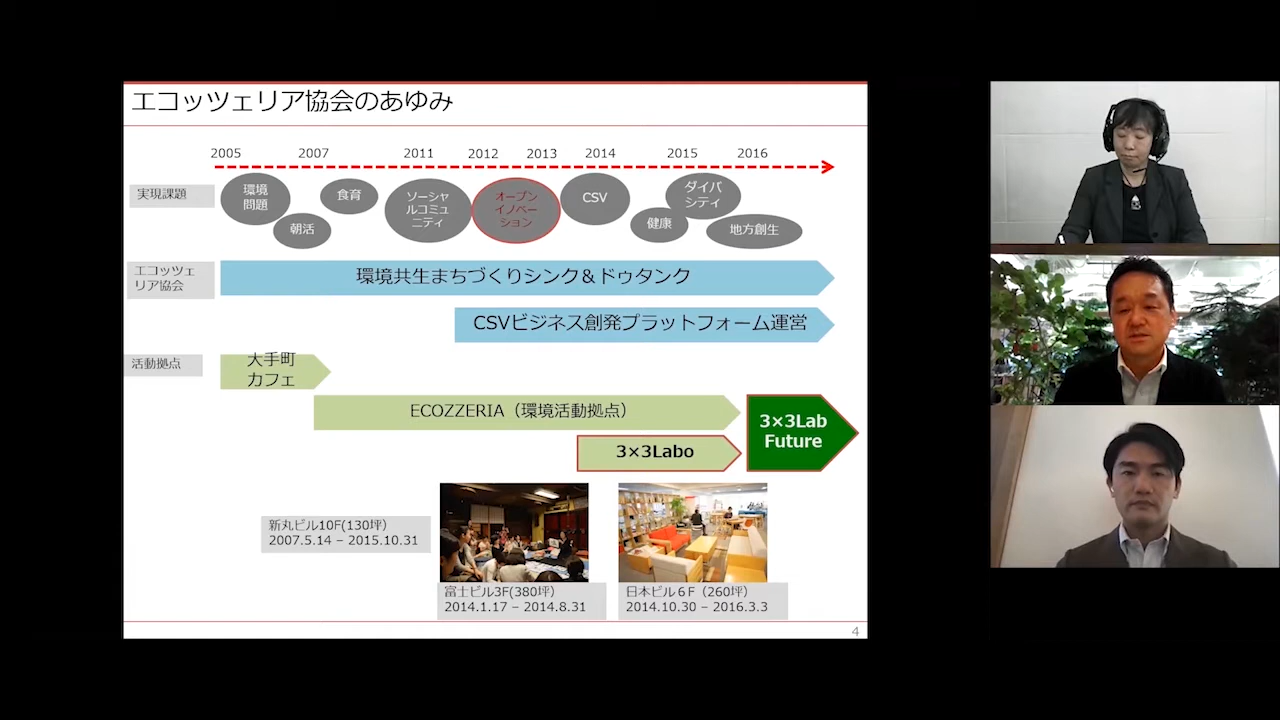 エコッツェリア協会のあゆみ
2005 2007 2011 2012 2013 2014 2015 2016
実現課題
環境
問題
朝活
食育
ソーシャ
ルコミュ
ニティ
オープン
イノベー
ション
CSV
健康
ダイバ
シティ
地方創生
エコッツェ
リア協会
環境共生まちづくりシンク＆ドゥタンク
CSVビジネス創発プラットフォーム運営
活動拠点
大手町
カフェ
ECOZZERIA（環境活動拠点）
3×3Labo
3×3Lab
Future
新丸ビル10F(130坪）
2007.5.14 – 2015.10.31
富士ビル3F(380坪）
2014.1.17 – 2014.8.31
日本ビル６F（260坪）
2014.10.30 – 2016.3.3
4